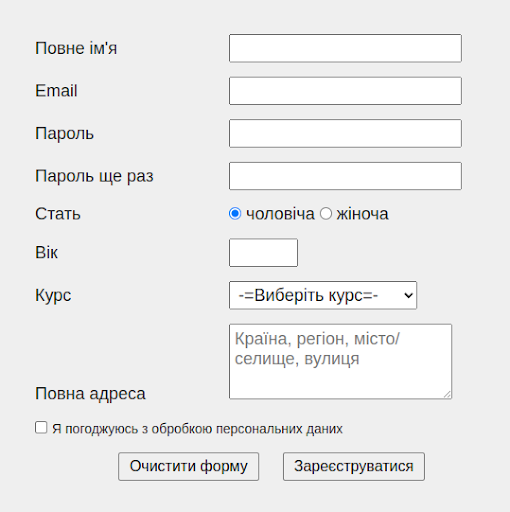 Повне ім'я
Email
Пароль
Пароль ще раз
Стать чоловіча жіноча
Вік
Курс -=Виберіть курс=-
Країна, регіон, місто/
селище, вулиця
Повна адреса
Я погоджуюсь з обробкою персональних даних
Очистити форму Зареєструватися